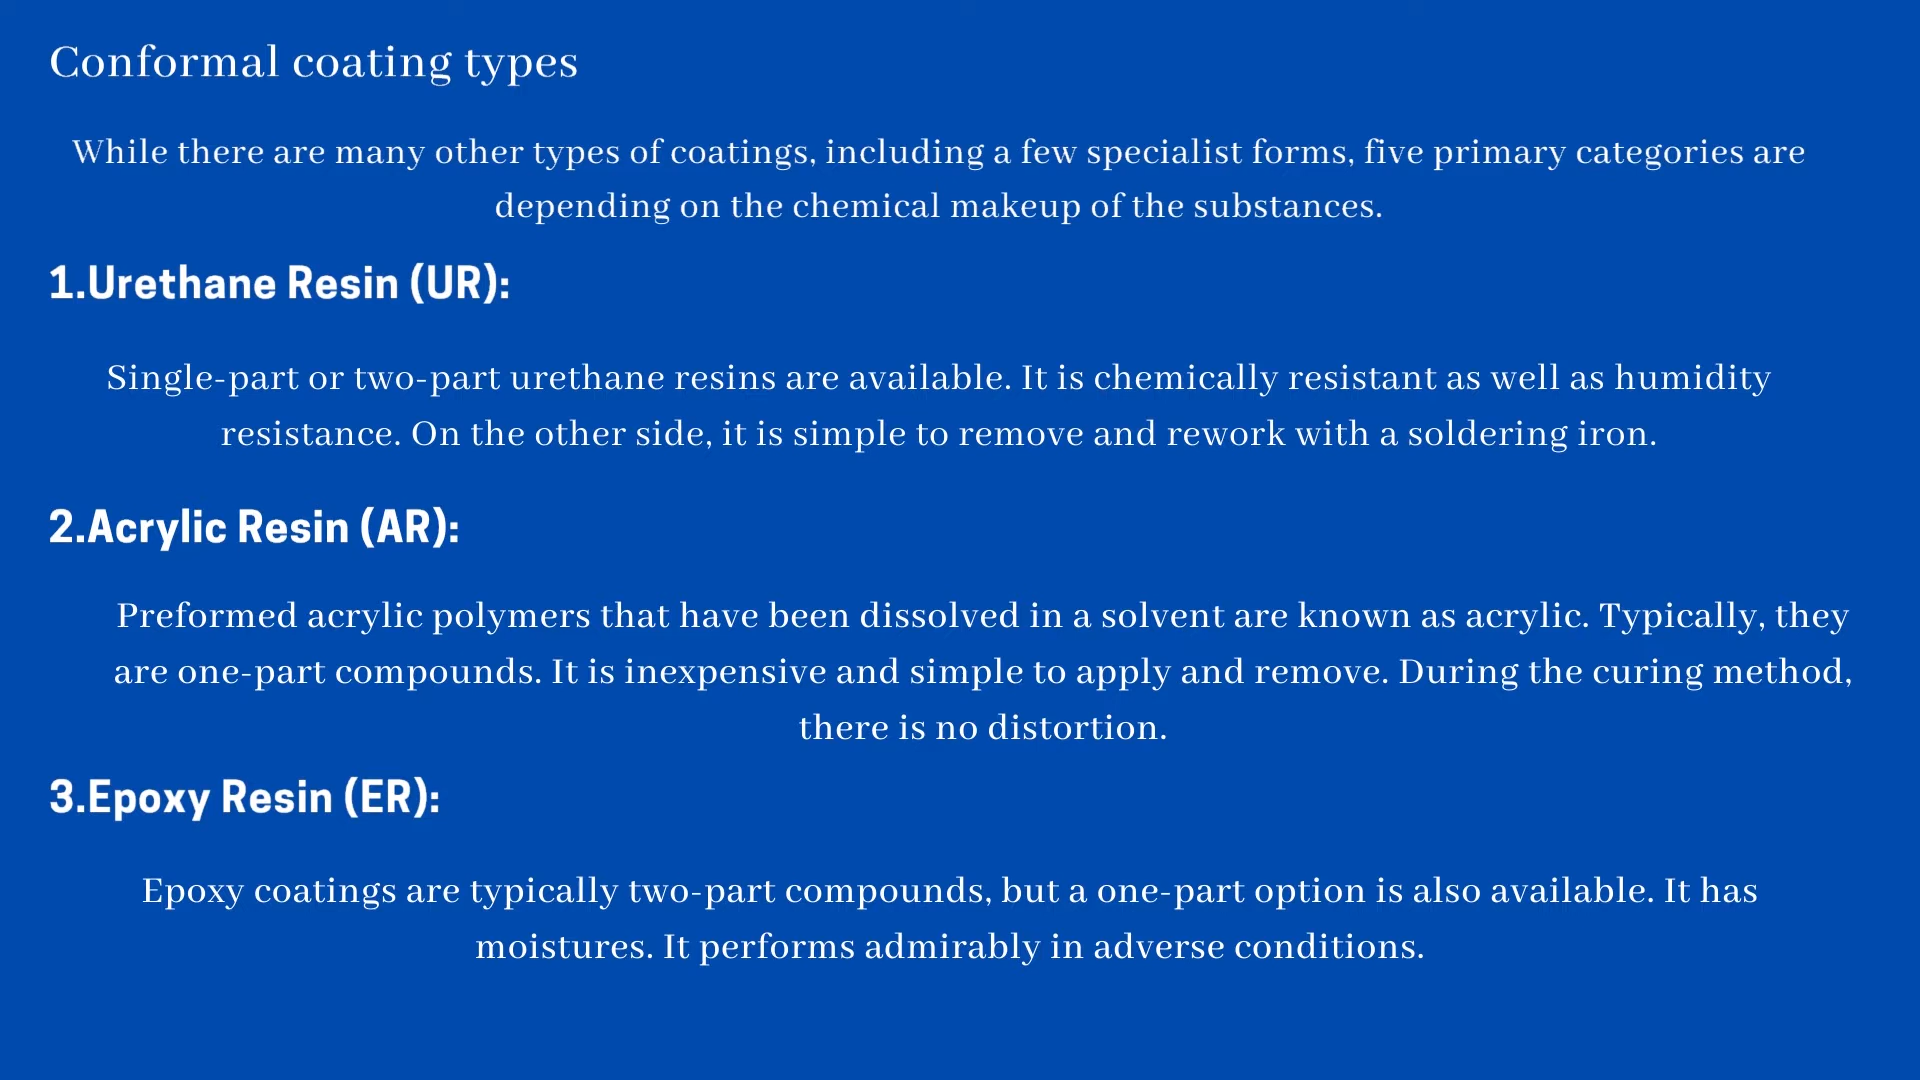 Conformal coating types
While there are many other types of coatings, including a few specialist forms, five primary categories are
depending on the chemical makeup of the substances.
1.Urethane Resin (UR):
Single-part or two-part urethane resins are available. It is chemically resistant as well as humidity
resistance. On the other side, it is simple to remove and rework with a soldering iron.
2.Acrylic Resin (AR):
Preformed acrylic polymers that have been dissolved in a solvent are known as acrylic. Typically, they
are one-part compounds. It is inexpensive and simple to apply and remove. During the curing method,
there is no distortion.
3.Epoxy Resin (ER):
Epoxy coatings are typically two-part compounds, but a one-part option is also available. It has
moistures. It performs admirably in adverse conditions.